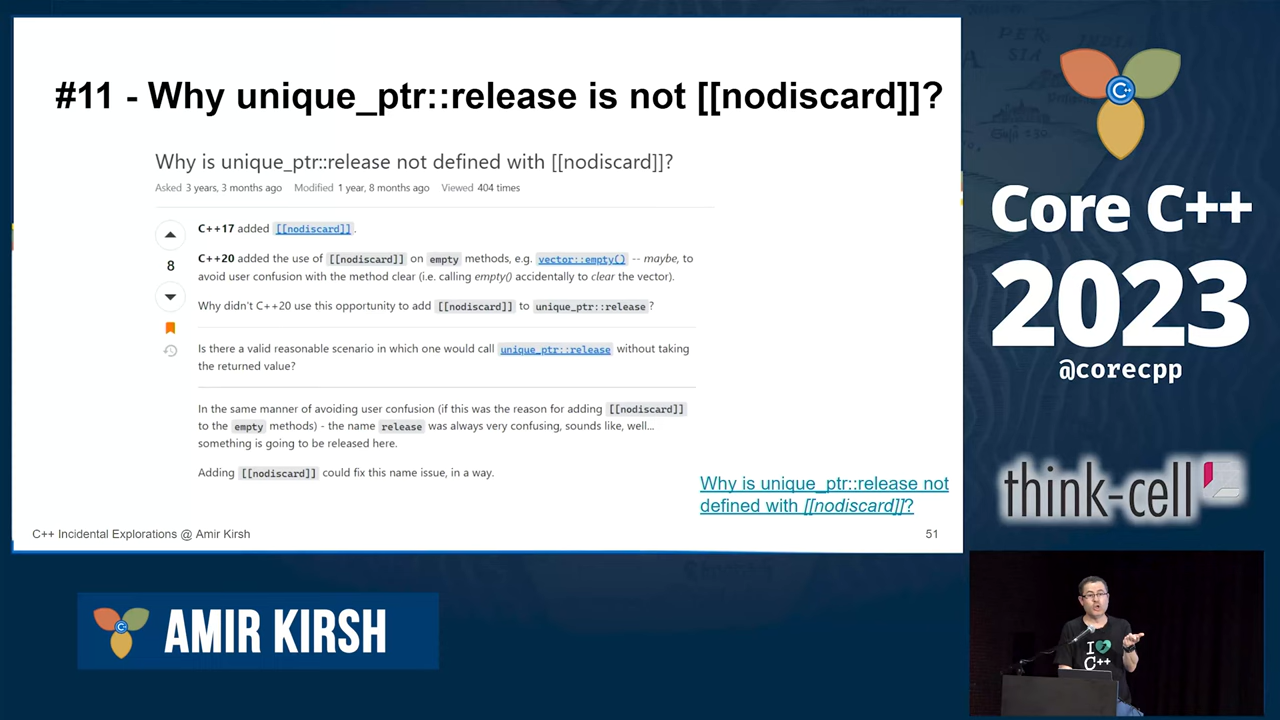 #11 - Why unique_ptr::release is not [[nodiscard]]?
Why is unique_ptr::release not defined with [[nodiscard]]?
Asked 3 years, 3 months ago Modified 1 year, 8 months ago Viewed 404 times
C++17 added [[nodiscard]].
C++20 added the use of [[nodiscard]] on empty methods, e.g. vector::empty() -- maybe, to
avoid user confusion with the method clear (i.e. calling empty() accidentally to clear the vector).
8
Why didn't C++20 use this opportunity to add [[nodiscard]] to unique_ptr::release?
Is there a valid reasonable scenario in which one would call unique_ptr::release without taking
the returned value?
In the same manner of avoiding user confusion (if this was the reason for adding [[nodiscard]]
to the empty methods) - the name release was always very confusing, sounds like, well...
something is going to be released here.
Adding [[nodiscard]] could fix this name issue, in a way.
Why is unique_ptr::release not
defined with [[nodiscard]]?
C++ Incidental Explorations @ Amir Kirsh
51
C++
AMIR KIRSH
PERSIA
INDIA
C++
Core C++
2023
@corecpp
think-cell
I
C++